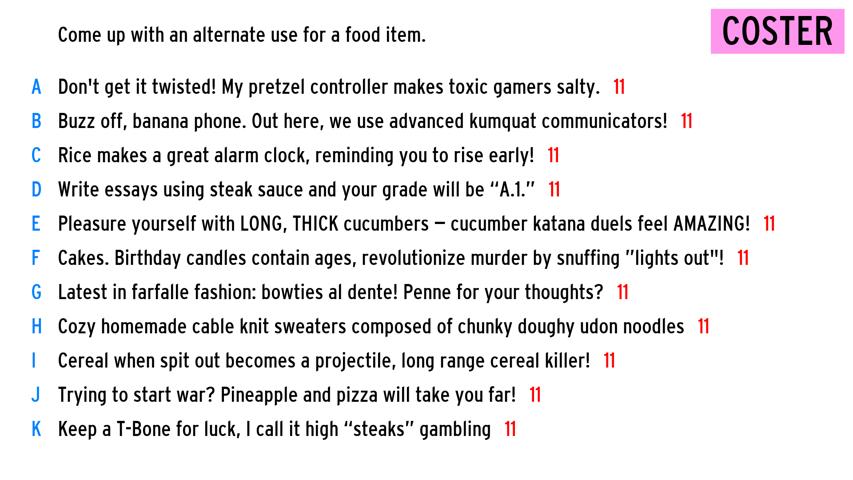 Come up with an alternate use for a food item.
COSTER
A Don't get it twisted! My pretzel controller makes toxic gamers salty. 11
B Buzz off, banana phone. Out here, we use advanced kumquat communicators! 11
C Rice makes a great alarm clock, reminding you to rise early! 11
D Write essays using steak sauce and your grade will be “A.1.” 11
E Pleasure yourself with LONG, THICK cucumbers – cucumber katana duels feel AMAZING! 11
F Cakes. Birthday candles contain ages, revolutionize murder by snuffing ”lights out"! 11
G Latest in farfalle fashion: bowties al dente! Penne for your thoughts? 11
H Cozy homemade cable knit sweaters composed of chunky doughy udon noodles 11
I Cereal when spit out becomes a projectile, long range cereal killer! 11
J Trying to start war? Pineapple and pizza will take you far! 11
K Keep a T-Bone for luck, I call it high “steaks” gambling 11